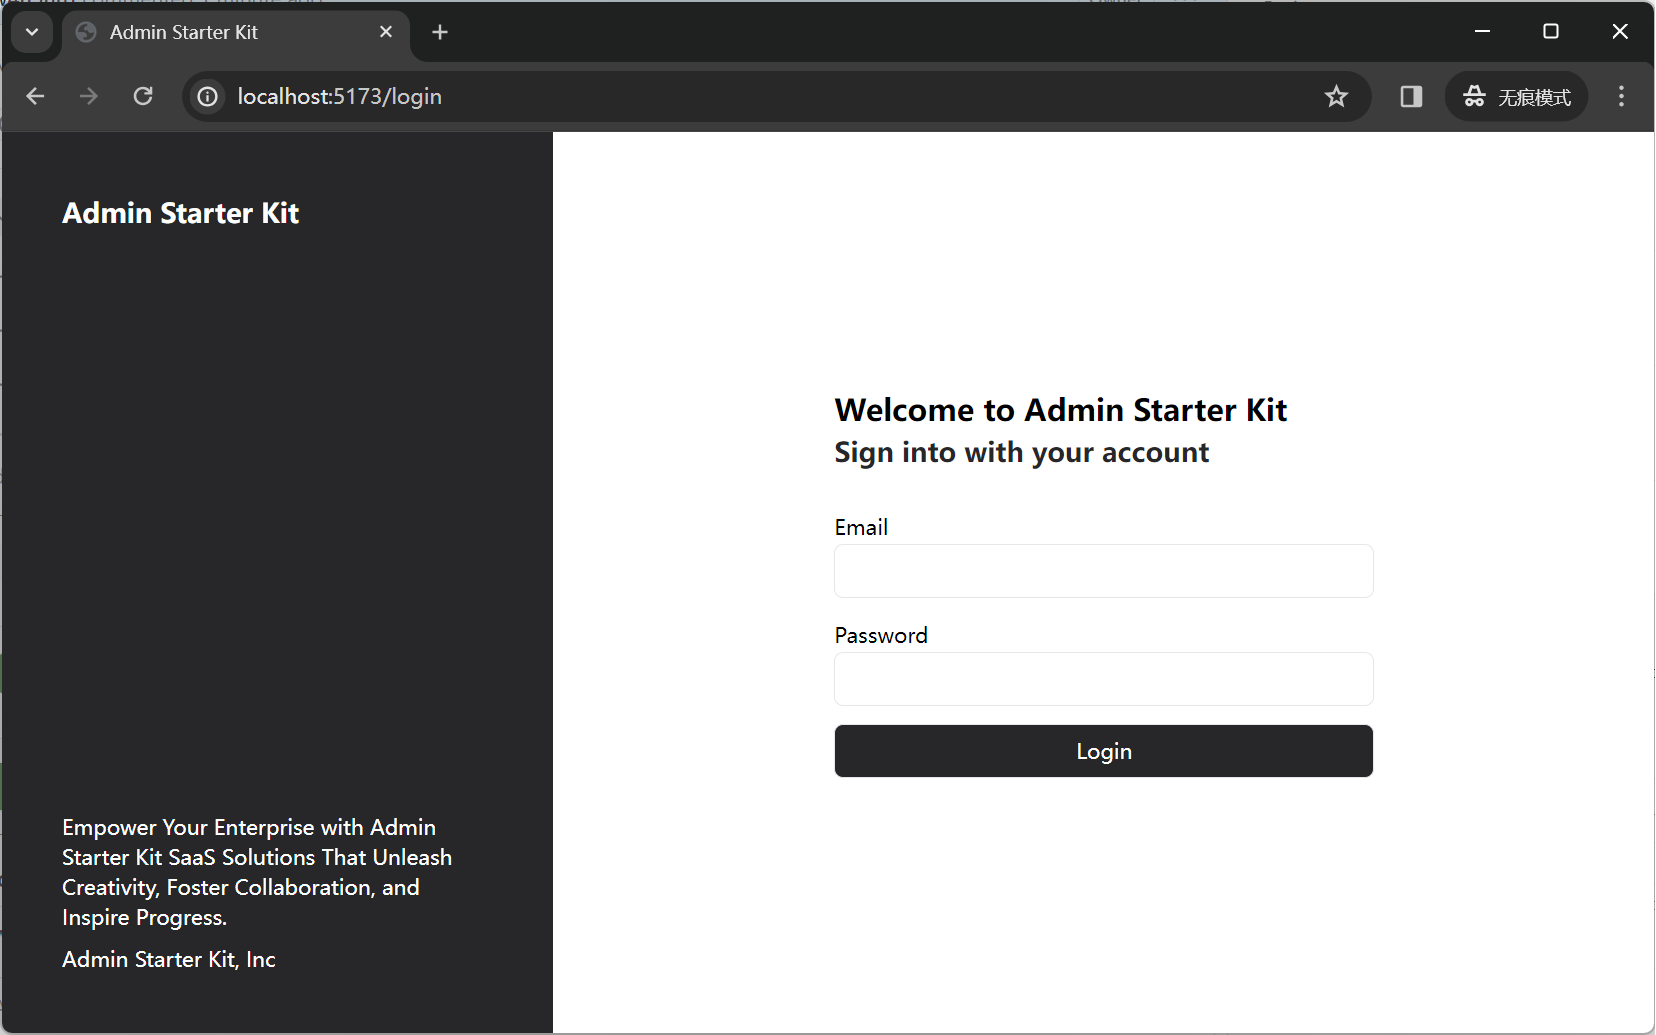 Admin Starter Kit
localhost:5173/login
无痕模式
Admin Starter Kit
Welcome to Admin Starter Kit
Sign into with your account
Email
Password
Login
Empower Your Enterprise with Admin
Starter Kit SaaS Solutions That Unleash
Creativity, Foster Collaboration, and
Inspire Progress.
Admin Starter Kit, Inc